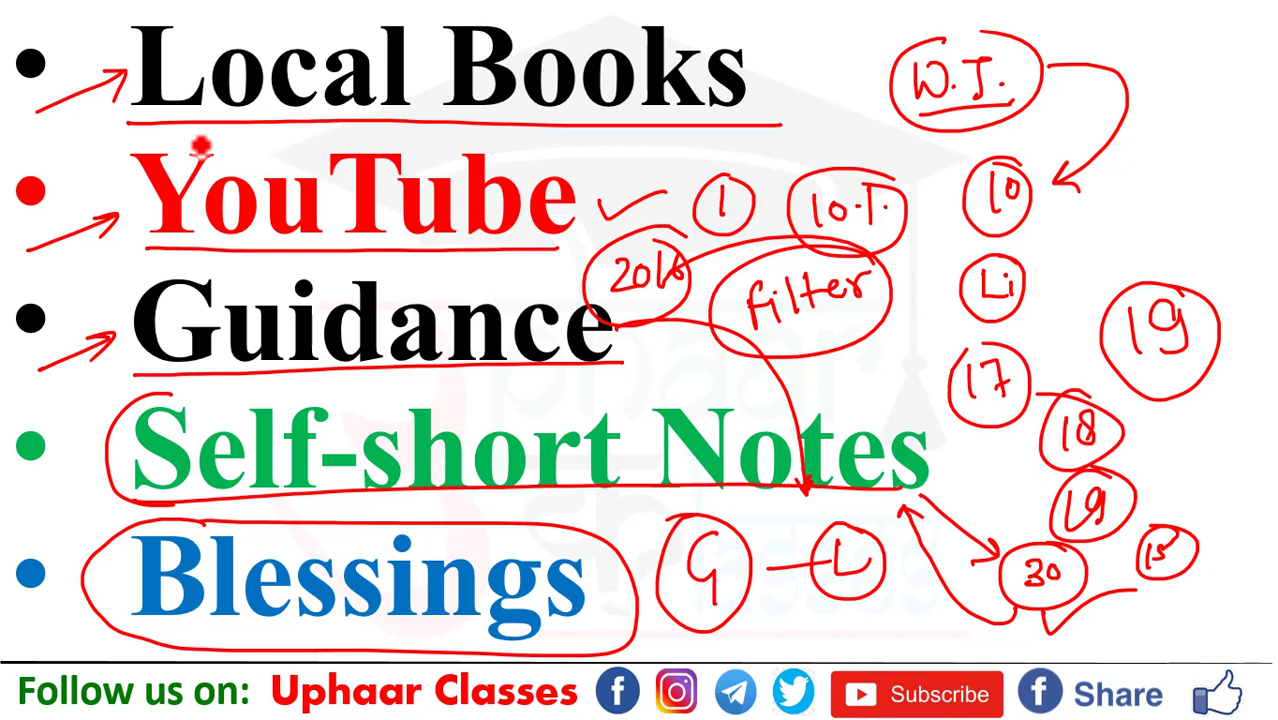 • Local Books
W.I.
• YouTube
1
10.T.
10
2016
filter
Li
• Guidance
19
17
18
• Self-short Notes
19
15
30
• Blessings
G - L
Follow us on: Uphaar Classes
Subscribe
Share